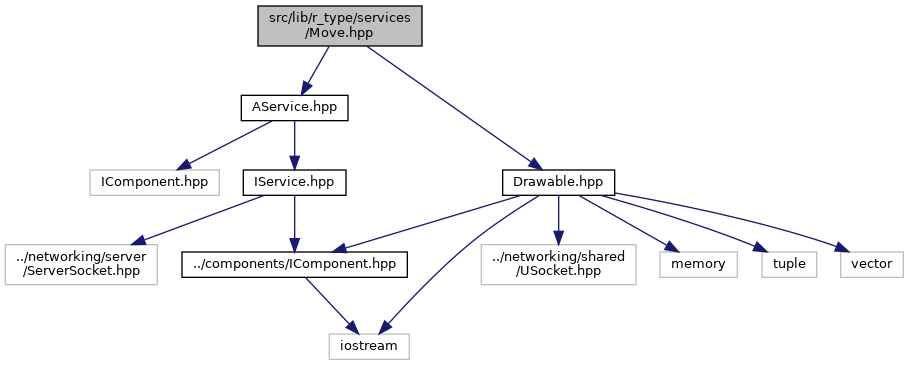 src/lib/r_type/services
/Move.hpp
AService.hpp
IComponent.hpp
IService.hpp
Drawable.hpp
../networking/server
/ServerSocket.hpp
../components/IComponent.hpp
../networking/shared
/USocket.hpp
memory
tuple
vector
iostream